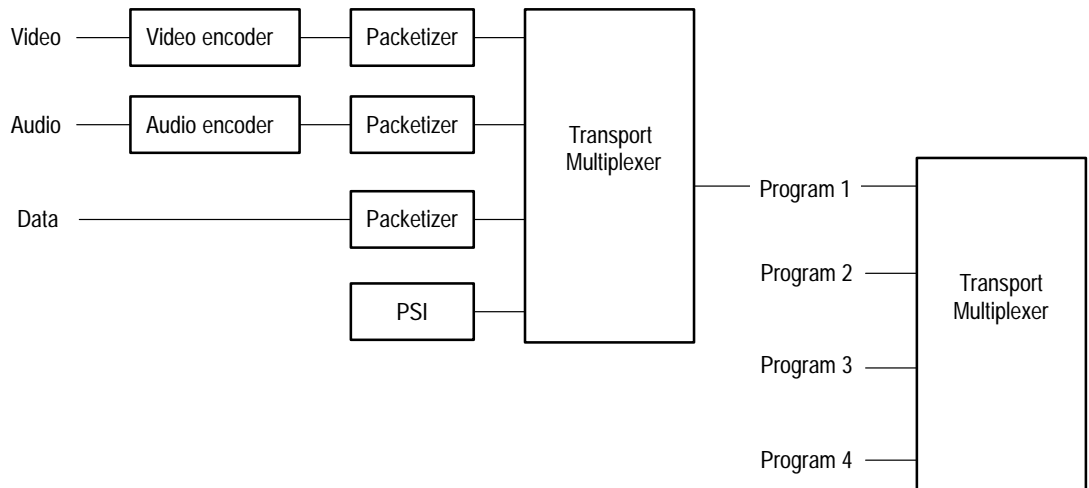 Video
Video encoder
Packetizer
Audio
Audio encoder
Packetizer
Data
Packetizer
PSI
Transport
Multiplexer
Program 1
Program 2
Program 3
Program 4
Transport
Multiplexer